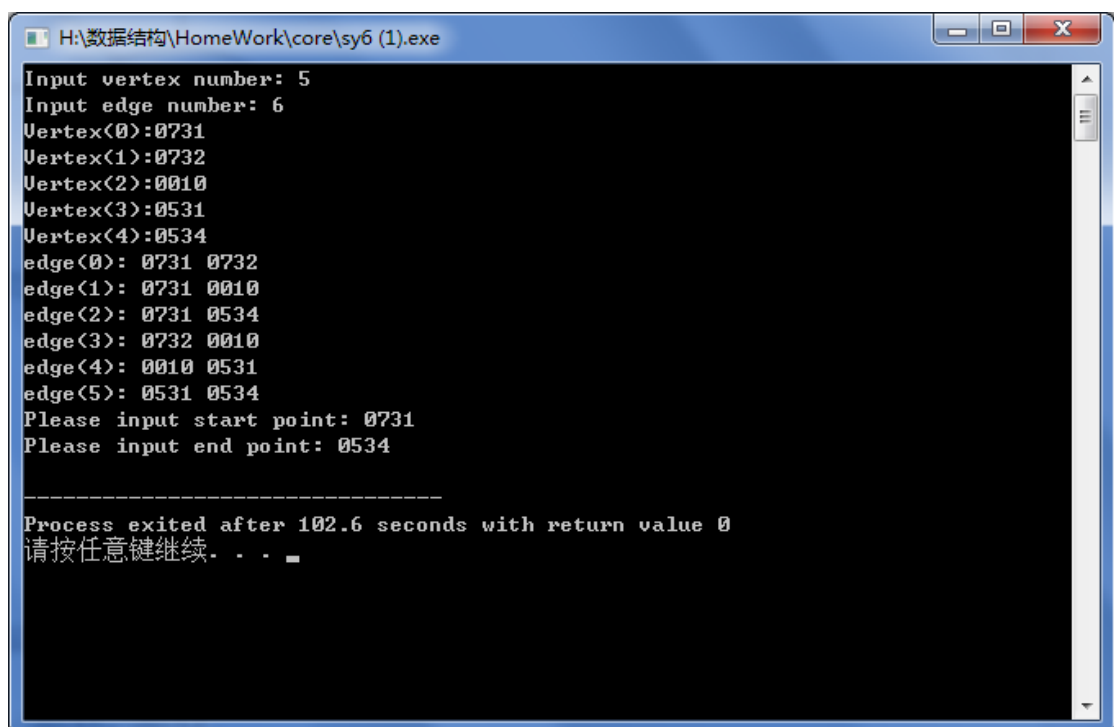 H:\数据结构\HomeWork\core\sy6 (1).exe
Input vertex number: 5
Input edge number: 6
Vertex(0):0731
Vertex(1):0732
Vertex(2):0010
Vertex(3):0531
Vertex(4):0534
edge(0): 0731 0732
edge(1): 0731 0010
edge(2): 0731 0534
edge(3): 0732 0010
edge(4): 0010 0531
edge(5): 0531 0534
Please input start point: 0731
Please input end point: 0534
--------------------------------
Process exited after 102.6 seconds with return value 0
请按任意键继续. . .